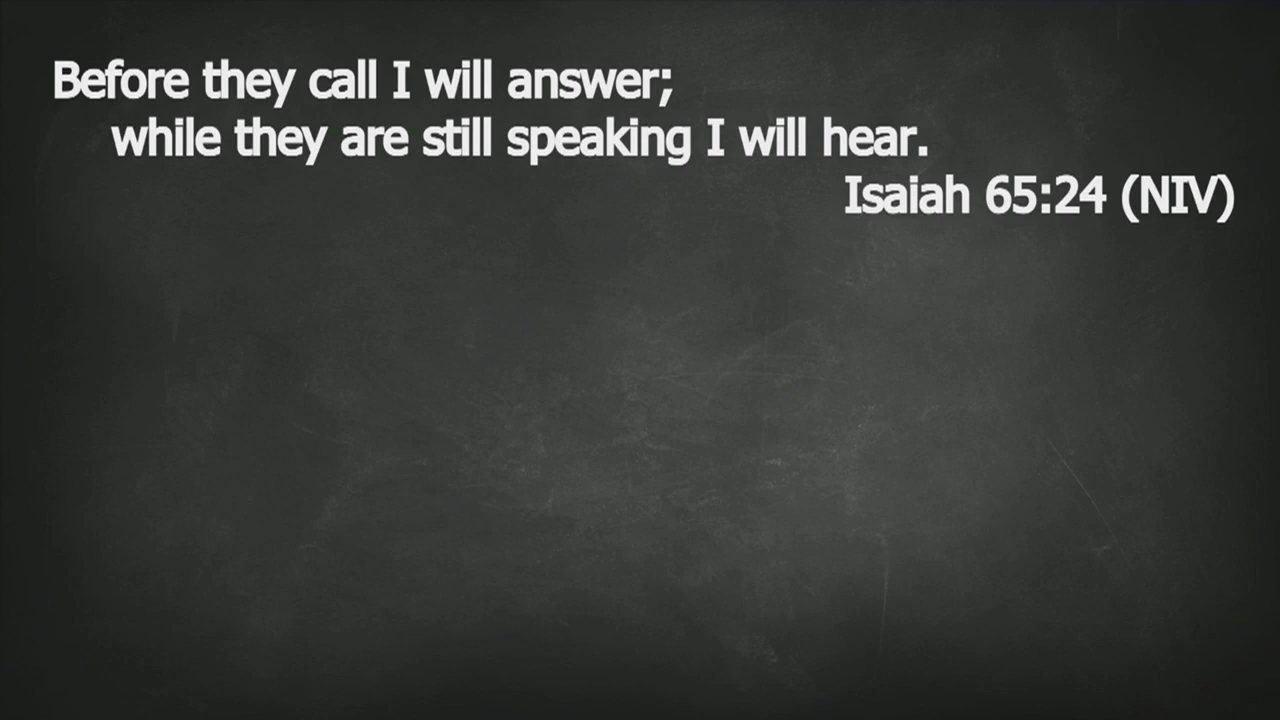 Before they call I will answer;
while they are still speaking I will hear.
Isaiah 65:24 (NIV)